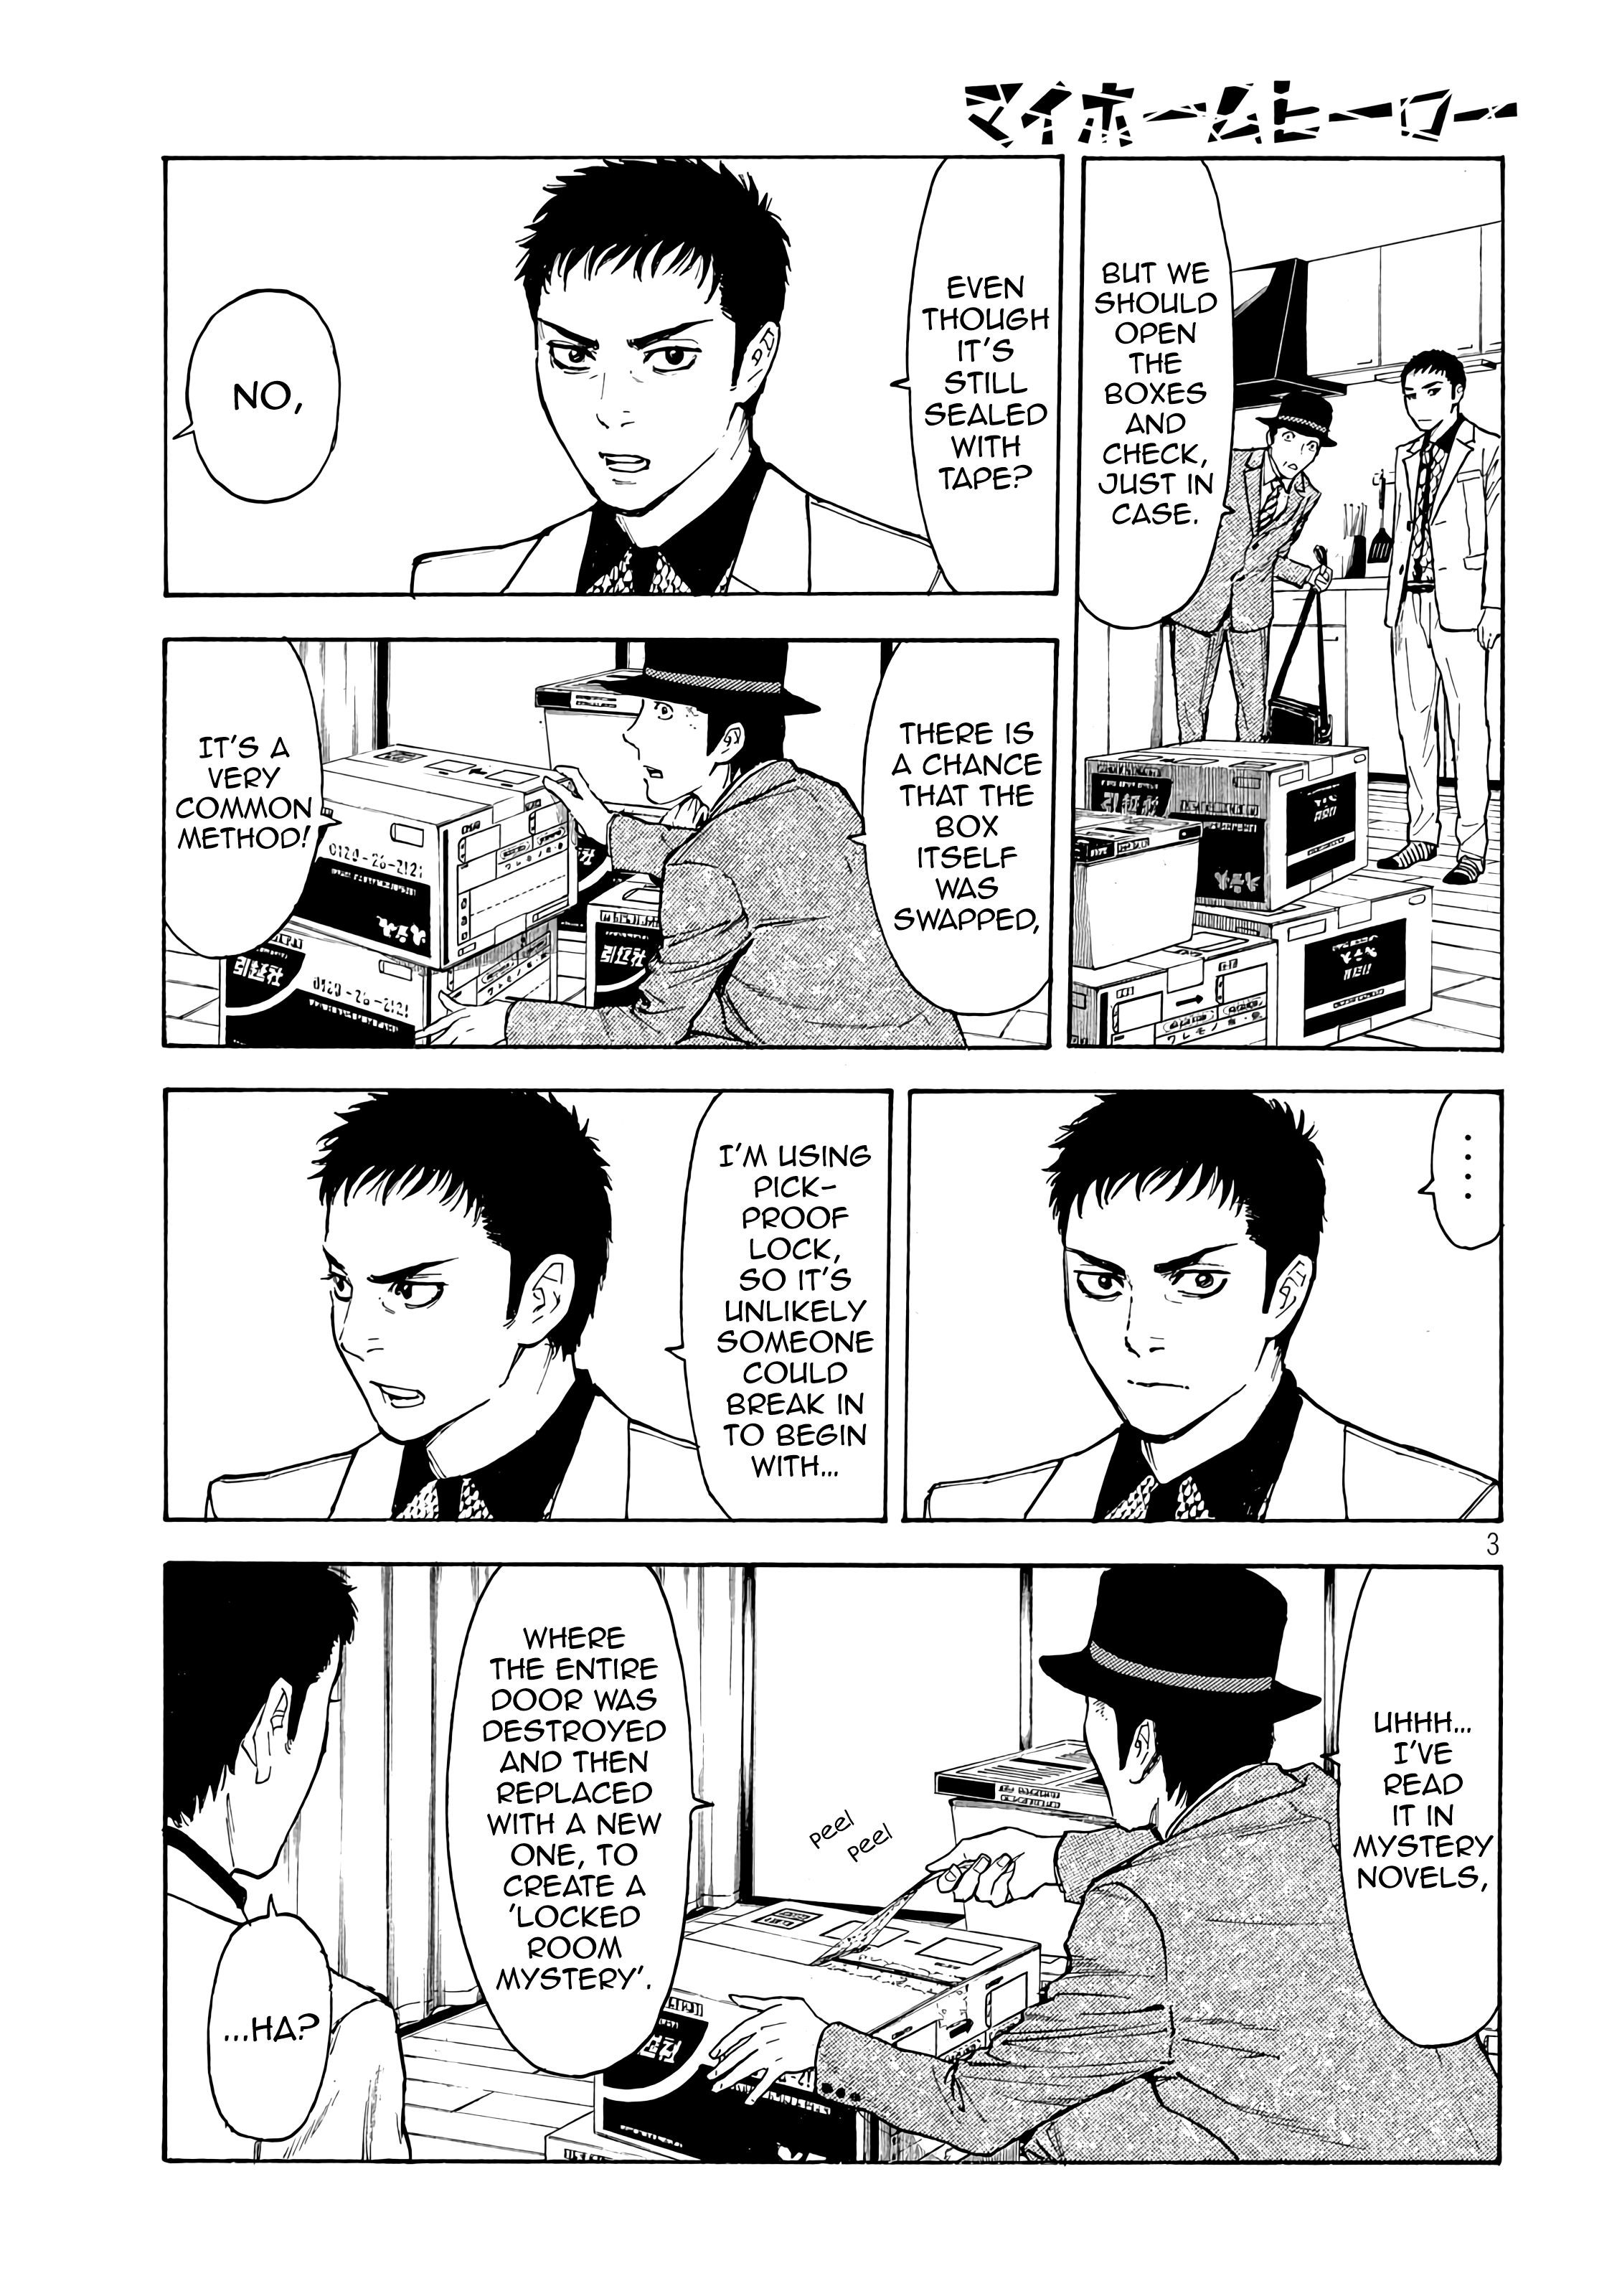 マイホームヒーロー
BUT WE
SHOULD
OPEN
THE
BOXES
AND
CHECK,
JUST IN
CASE.
EVEN
THOUGH
IT'S
STILL
SEALED
WITH
TAPE?
NO,
THERE IS
A CHANCE
THAT THE
BOX
ITSELF
WAS
SWAPPED,
IT'S A
VERY
COMMON
METHOD!
0120-26-2121
0120-26-2121
....
I'M USING
PICK-
PROOF
LOCK,
SO IT'S
UNLIKELY
SOMEONE
COULD
BREAK IN
TO BEGIN
WITH...
3
UHHH...
I'VE
READ
IT IN
MYSTERY
NOVELS,
WHERE
THE ENTIRE
DOOR WAS
DESTROYED
AND THEN
REPLACED
WITH A NEW
ONE, TO
CREATE A
'LOCKED
ROOM
MYSTERY'.
peel
peel
...HA?